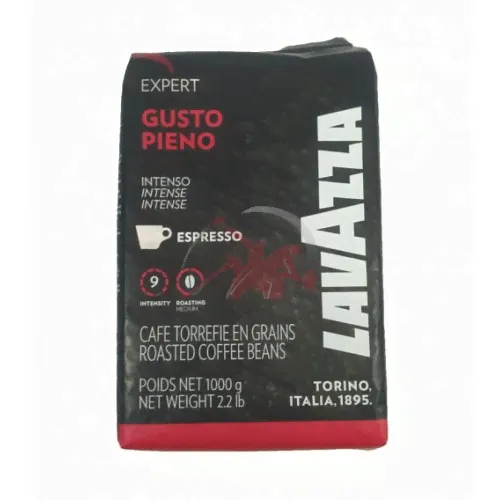 EXPERT
GUSTO
PIENO
INTENSO
INTENSE
INTENSE
ESPRESSO
9
INTENSITY
ROASTING
MEDIUM
CAFE TORREFIE EN GRAINS
ROASTED COFFEE BEANS
POIDS NET 1000 g
NET WEIGHT 2.2 lb
LAVAZZA
TORINO,
ITALIA, 1895.